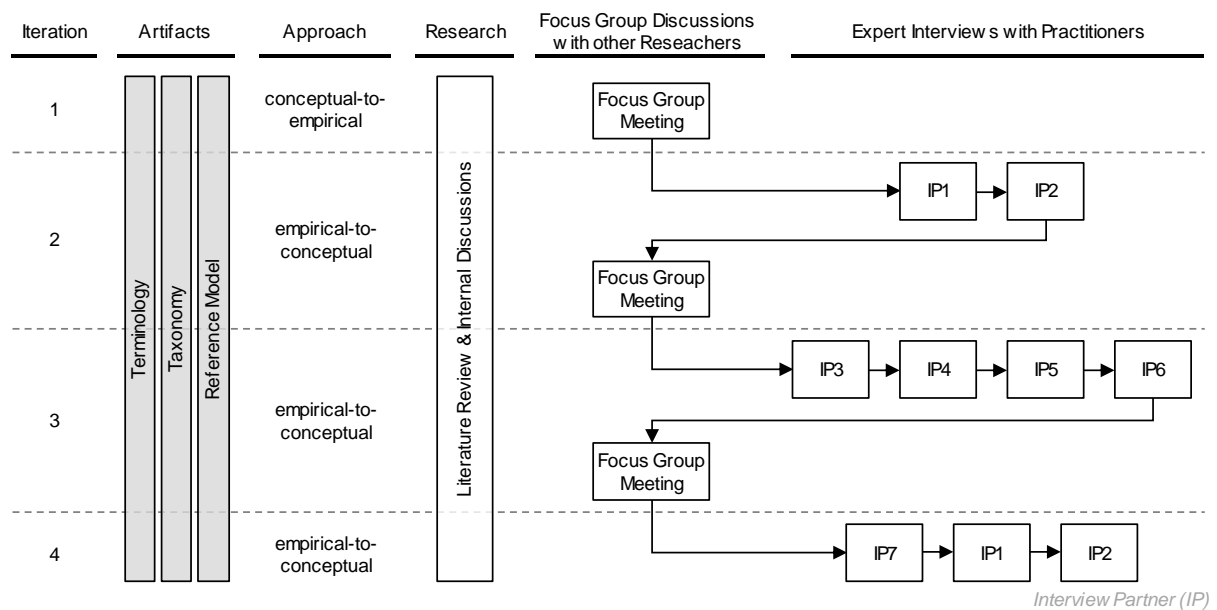 Iteration
Artifacts
Approach
Research
Focus Group Discussions
with other Reseachers
Expert Interviews with Practitioners
1
conceptual-to-
empirical
Focus Group
Meeting
IP1
IP2
2
empirical-to-
conceptual
Focus Group
Meeting
Terminology
Taxonomy
Reference Model
Literature Review & Internal Discussions
IP3
IP4
IP5
IP6
3
empirical-to-
conceptual
Focus Group
Meeting
4
empirical-to-
conceptual
IP7
IP1
IP2
Interview Partner (IP)